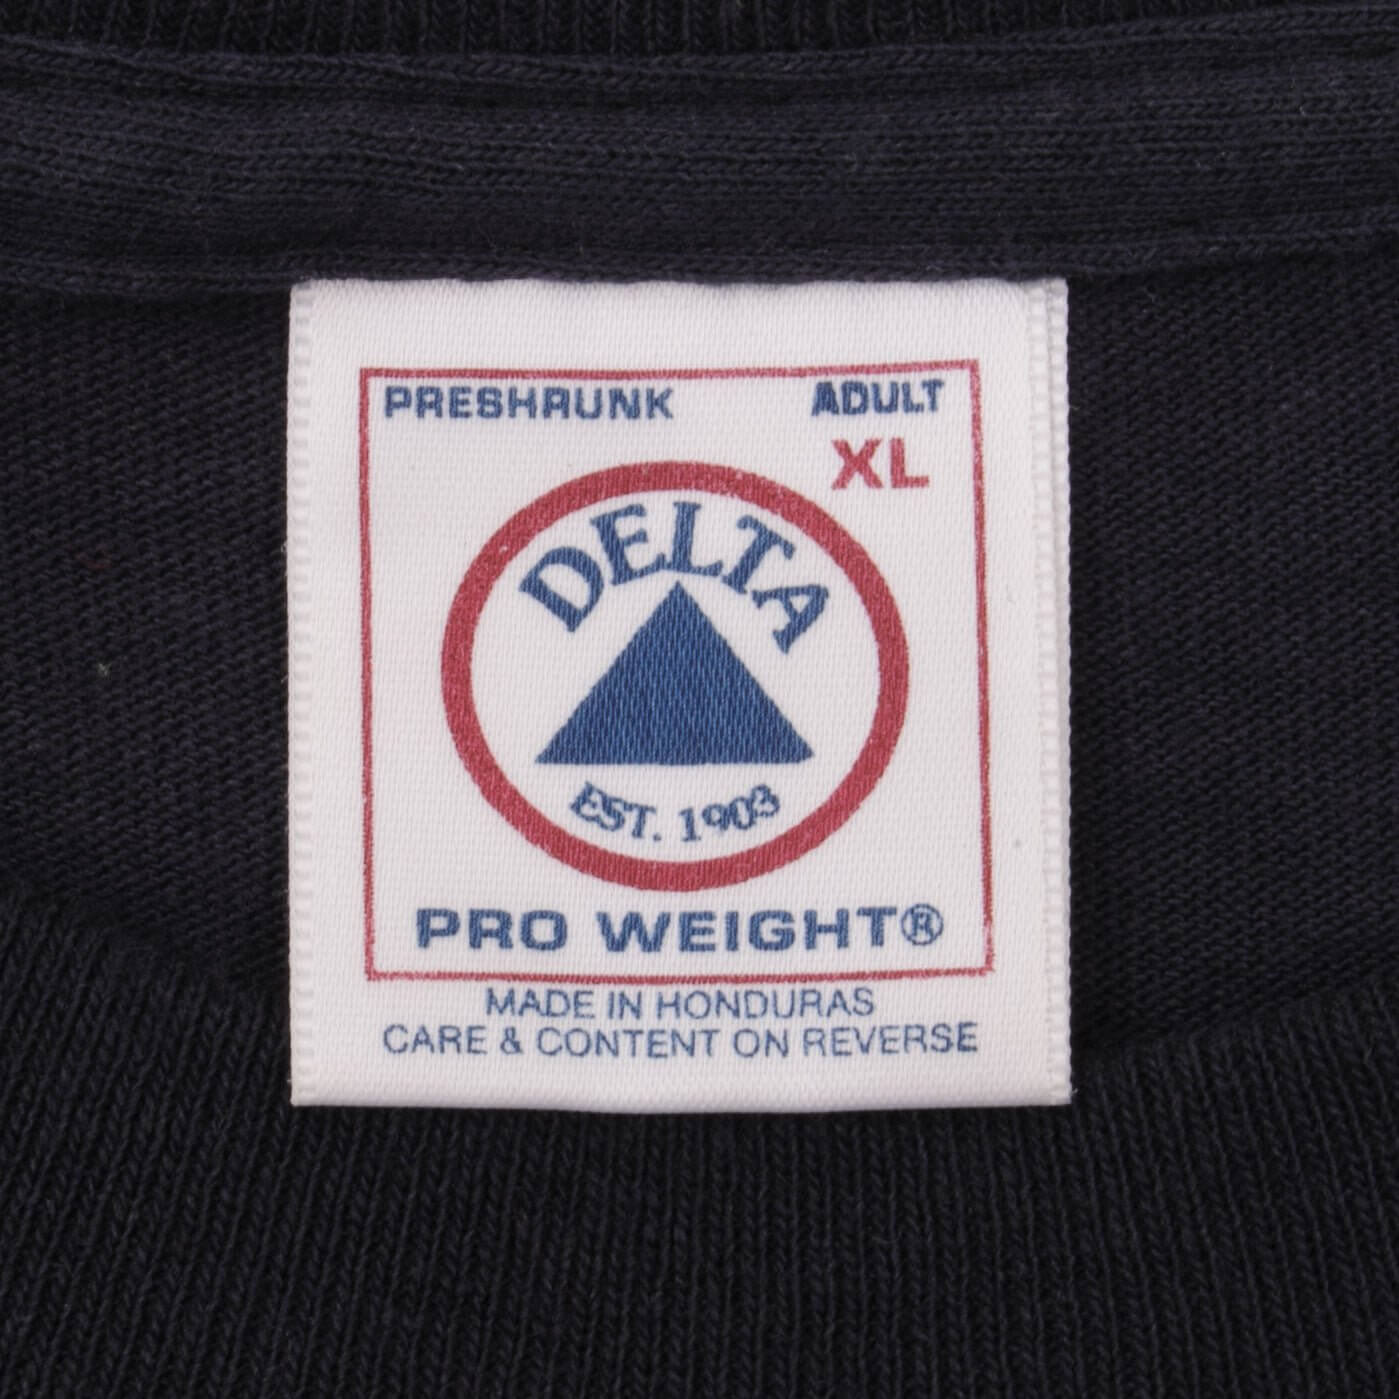 PRESHRUNK ADULT
XL
DELTA
EST. 1903
PRO WEIGHT®
MADE IN HONDURAS
CARE & CONTENT ON REVERSE